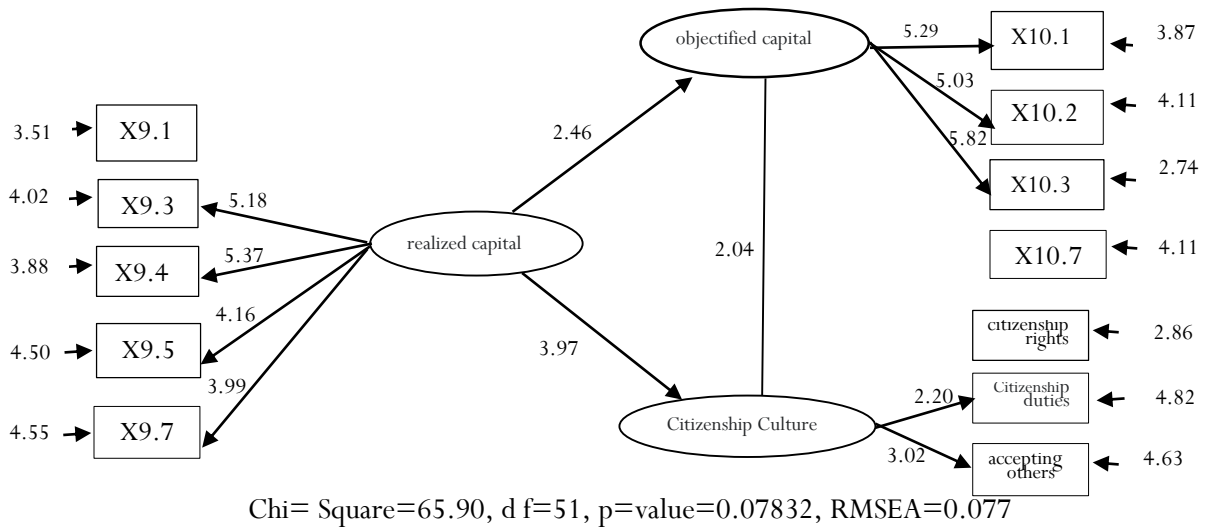 objectified capital
5.29
X10.1
3.87
5.03
X10.2
4.11
5.82
X10.3
2.74
X10.7
4.11
2.46
3.51
X9.1
4.02
X9.3
5.18
3.88
X9.4
5.37
4.50
X9.5
4.16
4.55
X9.7
3.99
realized capital
2.04
3.97
citizenship
rights
2.86
Citizenship Culture
2.20
Citizenship
duties
4.82
3.02
accepting
others
4.63
Chi= Square=65.90, d f=51, p=value=0.07832, RMSEA=0.077